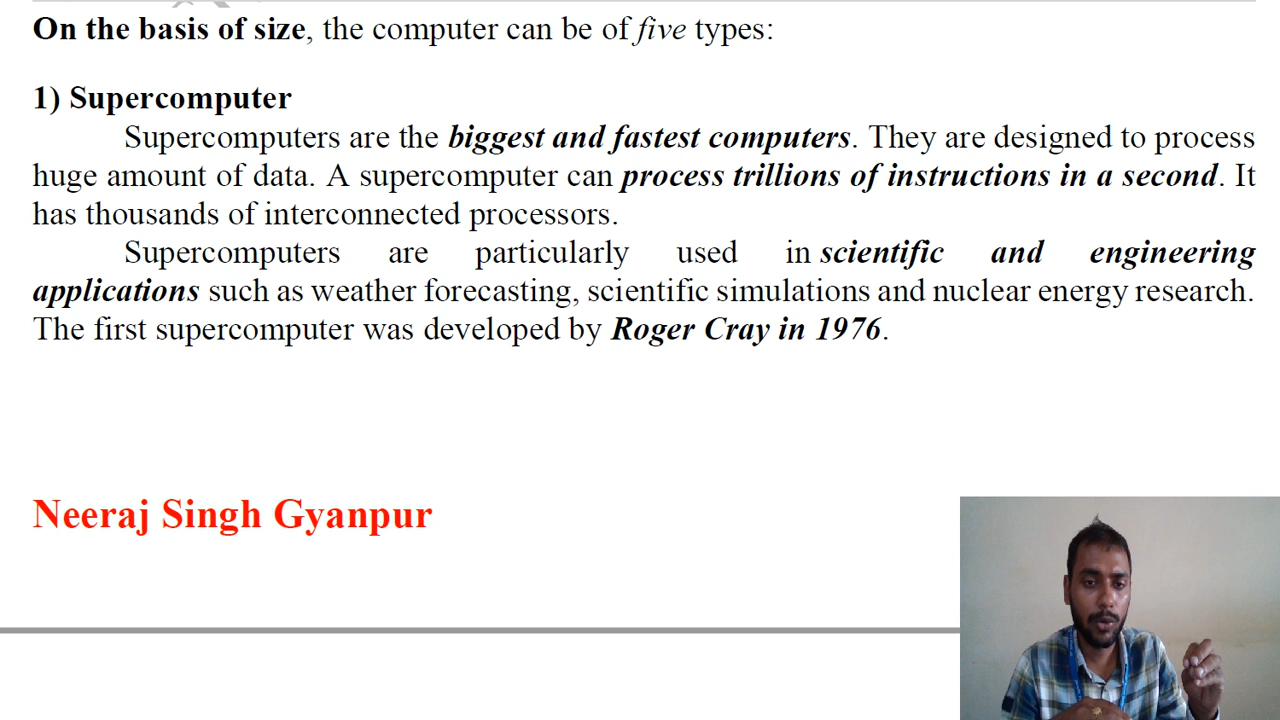 On the basis of size, the computer can be of five types:
1) Supercomputer
Supercomputers are the biggest and fastest computers. They are designed to process
huge amount of data. A supercomputer can process trillions of instructions in a second. It
has thousands of interconnected processors.
Supercomputers are particularly used in scientific and engineering
applications such as weather forecasting, scientific simulations and nuclear energy research.
The first supercomputer was developed by Roger Cray in 1976.
Neeraj Singh Gyanpur